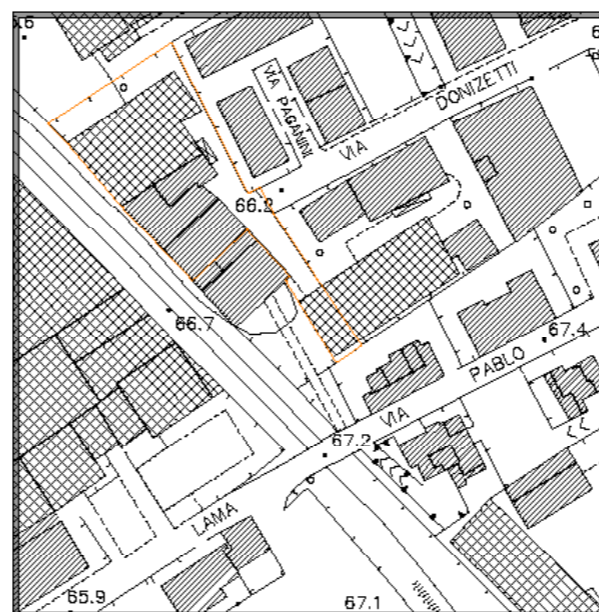 VIA PAGANINI
VIA DONIZETTI
66.2
66.7
67.4
VIA PABLO
67.2
LAMA
65.9
67.1